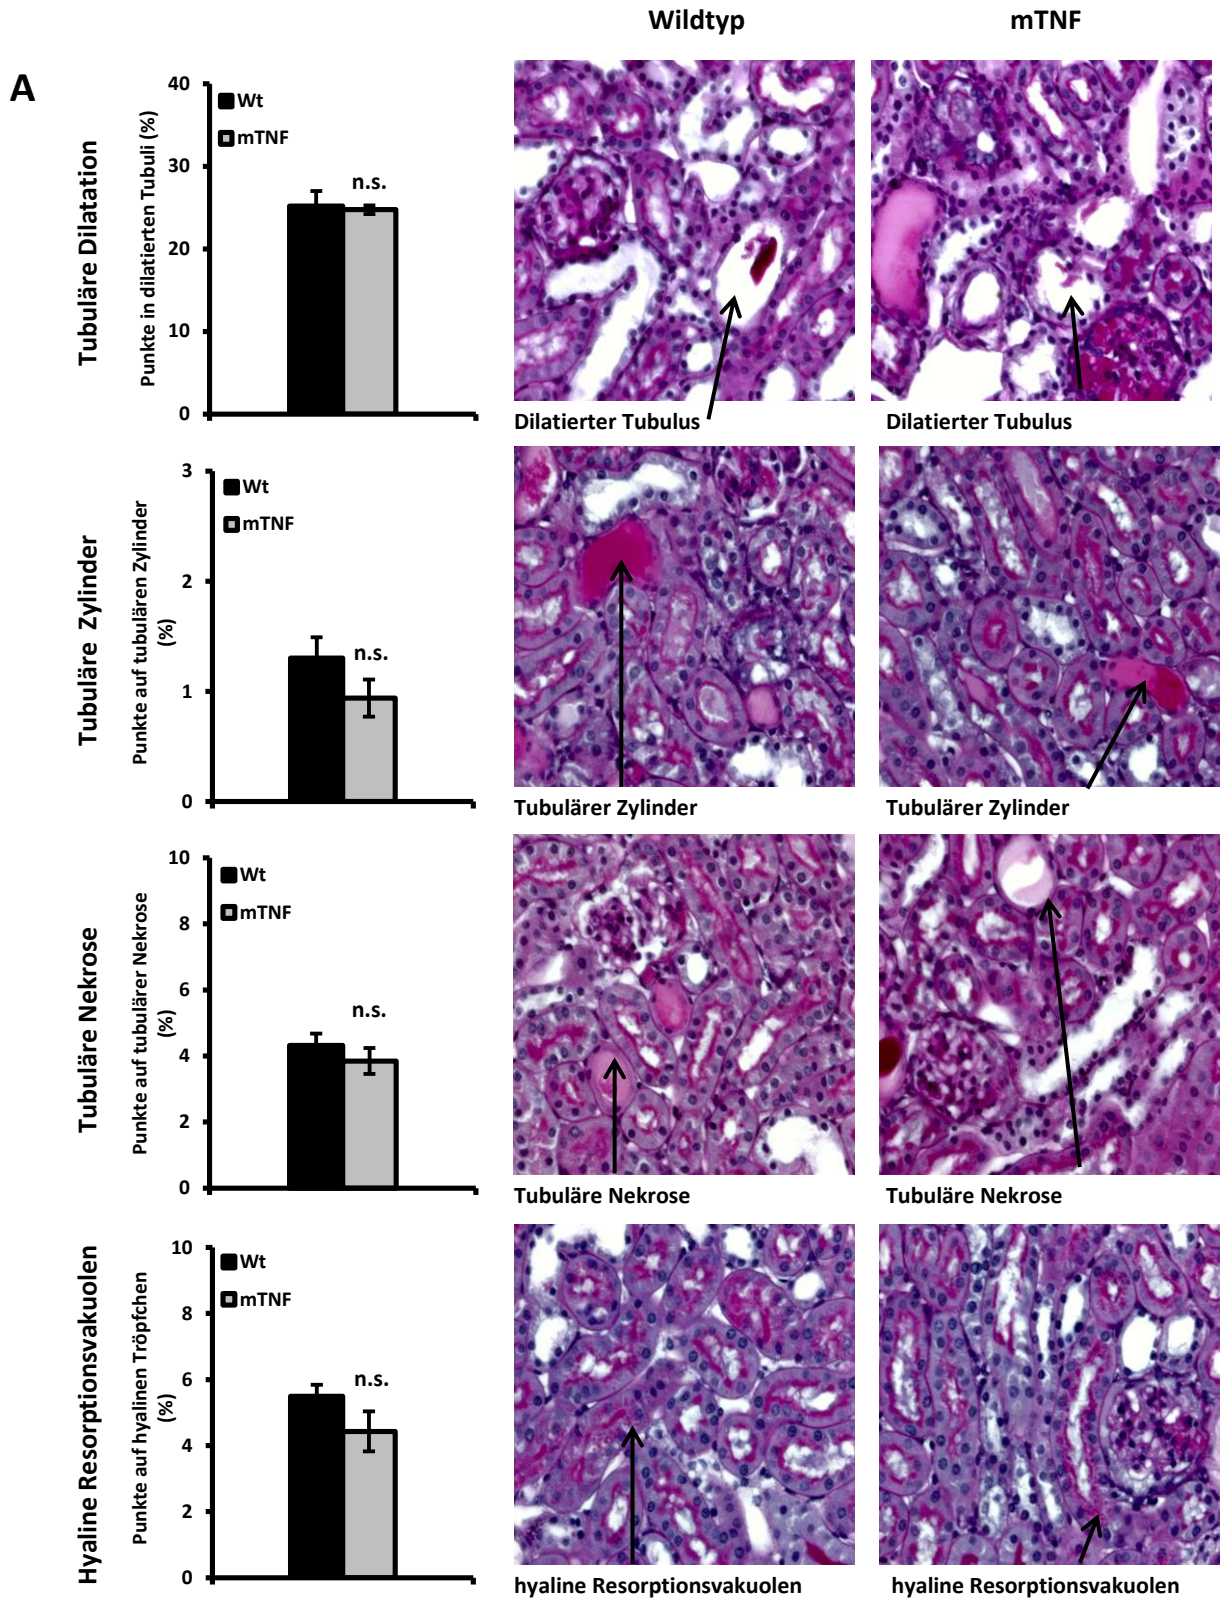 Wildtyp
mTNF
A
Tubuläre Dilatation
Punkte in dilatierten Tubuli (%)
40
30
20
10
0
Wt
mTNF
n.s.
Dilatierter Tubulus
Dilatierter Tubulus
Tubuläre Zylinder
Punkte auf tubulären Zylinder
(%)
3
2
1
0
Wt
mTNF
n.s.
Tubulärer Zylinder
Tubulärer Zylinder
Tubuläre Nekrose
Punkte auf tubulärer Nekrose
(%)
10
8
6
4
2
0
Wt
mTNF
n.s.
Tubuläre Nekrose
Tubuläre Nekrose
Hyaline Resorptionsvakuolen
Punkte auf hyalinen Tröpfchen
(%)
10
8
6
4
2
0
Wt
mTNF
n.s.
hyaline Resorptionsvakuolen
hyaline Resorptionsvakuolen